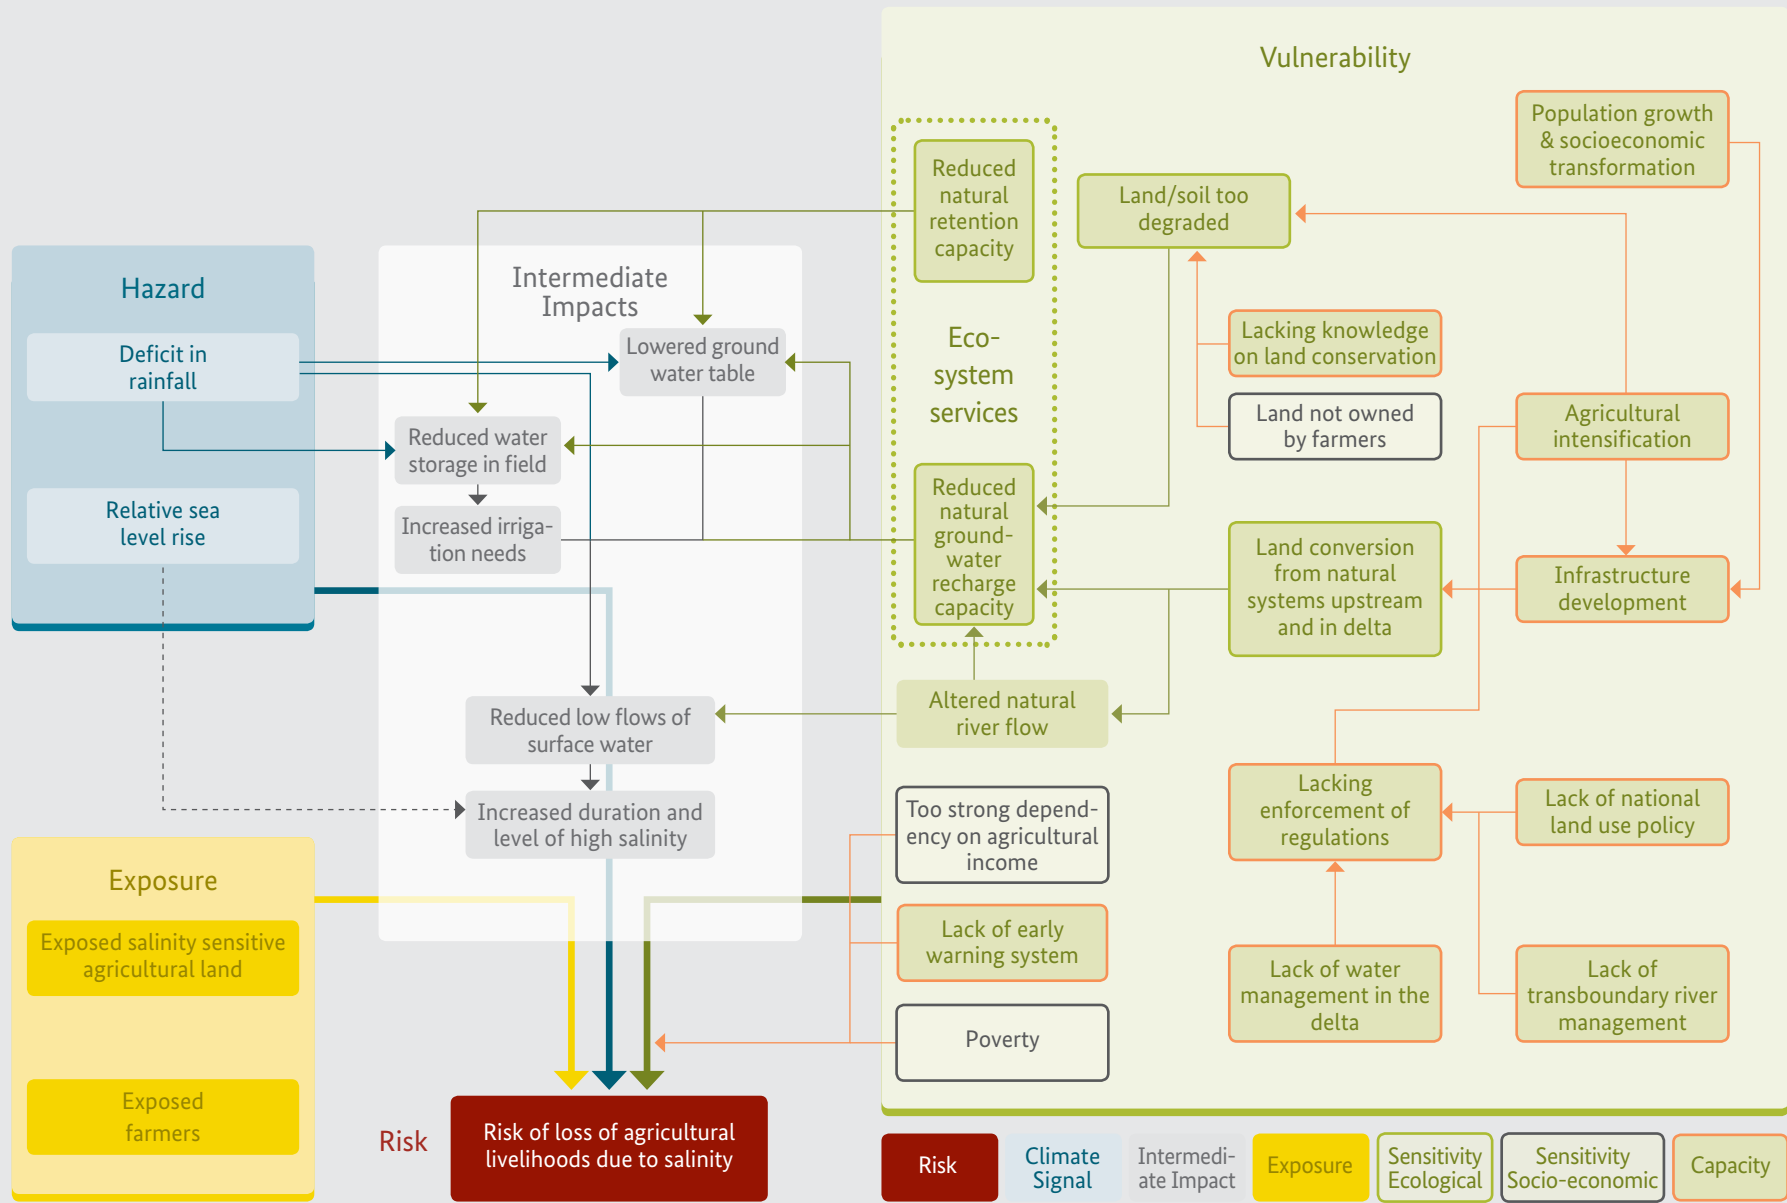 Vulnerability
Population growth
& socioeconomic
transformation
Reduced
natural
retention
capacity
Land/soil too
degraded
Hazard
Intermediate
Impacts
Deficit in
rainfall
Lowered ground
water table
Eco-
system
services
Lacking knowledge
on land conservation
Land not owned
by farmers
Agricultural
intensification
Reduced water
storage in field
Relative sea
level rise
Increased irriga-
tion needs
Reduced
natural
ground-
water
recharge
capacity
Land conversion
from natural
systems upstream
and in delta
Infrastructure
development
Reduced low flows of
surface water
Altered natural
river flow
Increased duration and
level of high salinity
Too strong depend-
ency on agricultural
income
Lacking
enforcement of
regulations
Lack of national
land use policy
Exposure
Exposed salinity sensitive
agricultural land
Lack of early
warning system
Lack of water
management in the
delta
Lack of
transboundary river
management
Poverty
Exposed
farmers
Risk
Risk of loss of agricultural
livelihoods due to salinity
Risk
Climate
Signal
Intermedi-
ate Impact
Exposure
Sensitivity
Ecological
Sensitivity
Socio-economic
Capacity